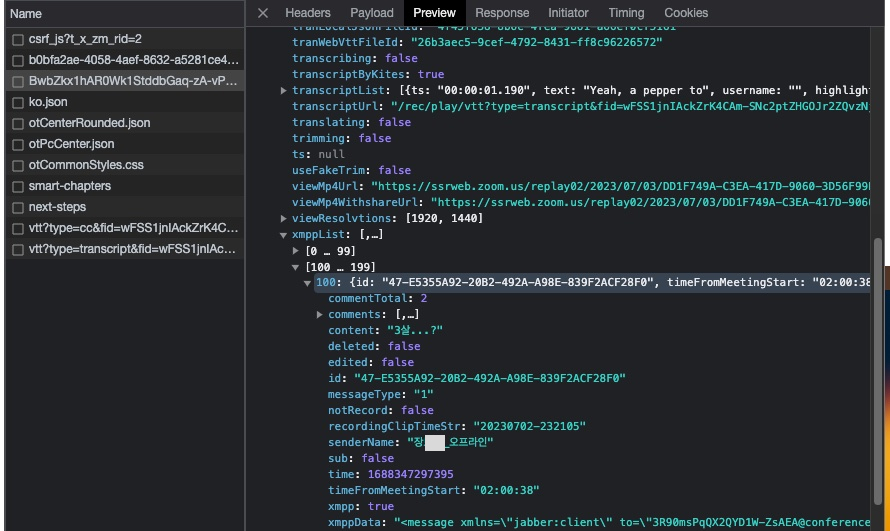 Name
Headers Payload Preview Response Initiator Timing Cookies
csrf_js?t_x_zm_rid=2
b0bfa2ae-4058-4aef-8632-a5281ce4...
BwbZkx1hAR0Wk1StddbGaq-zA-vP...
ko.json
otCenterRounded.json
otPcCenter.json
otCommonStyles.css
smart-chapters
next-steps
vtt?type=cc&fid=wFSS1jnIAckZrK4C...
vtt?type=transcript&fid=wFSS1jnIAc...
tranWebVttFileId: "26b3aec5-9cef-4792-8431-ff8c96226572"
transcribing: false
transcriptByKites: true
transcriptList: [{ts: "00:00:01.190", text: "Yeah, a pepper to", username: "", highligh
transcriptUrl: "/rec/play/vtt?type=transcript&fid=wFSS1jnIAckZrK4CAm-SNc2ptZHGOJr2ZQvzN
translating: false
trimming: false
ts: null
useFakeTrim: false
viewMp4Url: "https://ssrweb.zoom.us/replay02/2023/07/03/DD1F749A-C3EA-417D-9060-3D56F99
viewMp4WithshareUrl: "https://ssrweb.zoom.us/replay02/2023/07/03/DD1F749A-C3EA-417D-906
viewResolvtions: [1920, 1440]
xmppList: [,…]
[0 … 99]
[100 … 199]
100: {id: "47-E5355A92-20B2-492A-A98E-839F2ACF28F0", timeFromMeetingStart: "02:00:38
commentTotal: 2
comments: [,…]
content: "3살...?"
deleted: false
edited: false
id: "47-E5355A92-20B2-492A-A98E-839F2ACF28F0"
messageType: "1"
notRecord: false
recordingClipTimeStr: "20230702-232105"
senderName: "장 _오프라인"
sub: false
time: 1688347297395
timeFromMeetingStart: "02:00:38"
xmpp: true
xmppData: "<message xmlns=\"jabber:client\" to=\"3R90msPqQX2QYD1W-ZsAEA@conference